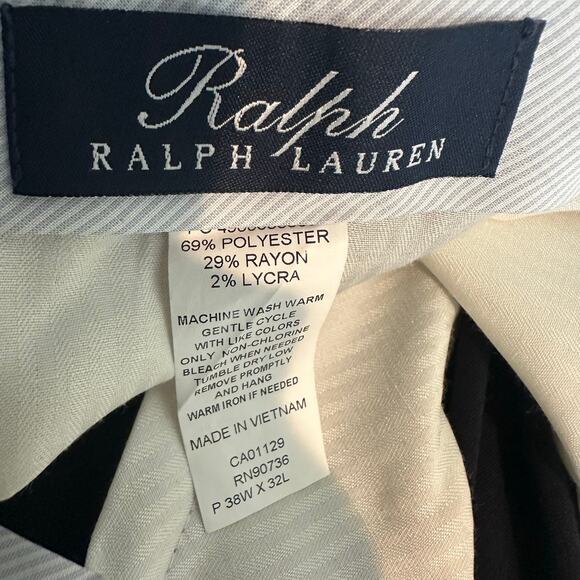 Ralph
RALPH LAUREN
69% POLYESTER
29% RAYON
2% LYCRA
MACHINE WASH WARM
GENTLE CYCLE
WITH LIKE COLORS
ONLY NON-CHLORINE
BLEACH WHEN NEEDED
TUMBLE DRY LOW
REMOVE PROMPTLY
AND HANG
WARM IRON IF NEEDED
MADE IN VIETNAM
CA01129
RN90736
P 38W X 32L